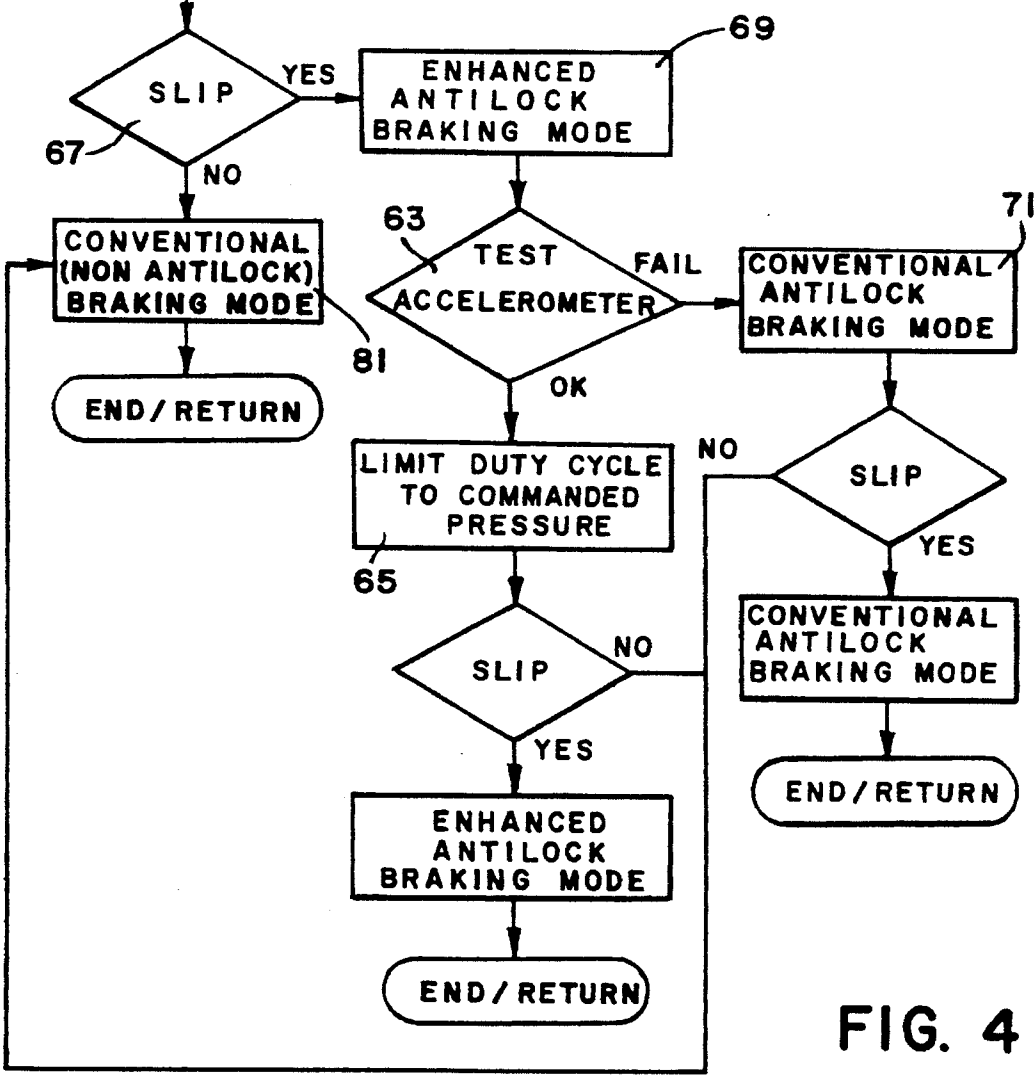 SLIP
67
YES
NO
ENHANCED
ANTILOCK
BRAKING MODE
69
CONVENTIONAL
(NON ANTILOCK)
BRAKING MODE
81
END/RETURN
63
TEST
ACCELEROMETER
FAIL
OK
71
CONVENTIONAL
ANTILOCK
BRAKING MODE
LIMIT DUTY CYCLE
TO COMMANDED
PRESSURE
65
NO
SLIP
YES
SLIP
NO
YES
CONVENTIONAL
ANTILOCK
BRAKING MODE
END/RETURN
ENHANCED
ANTILOCK
BRAKING MODE
END/RETURN
FIG. 4